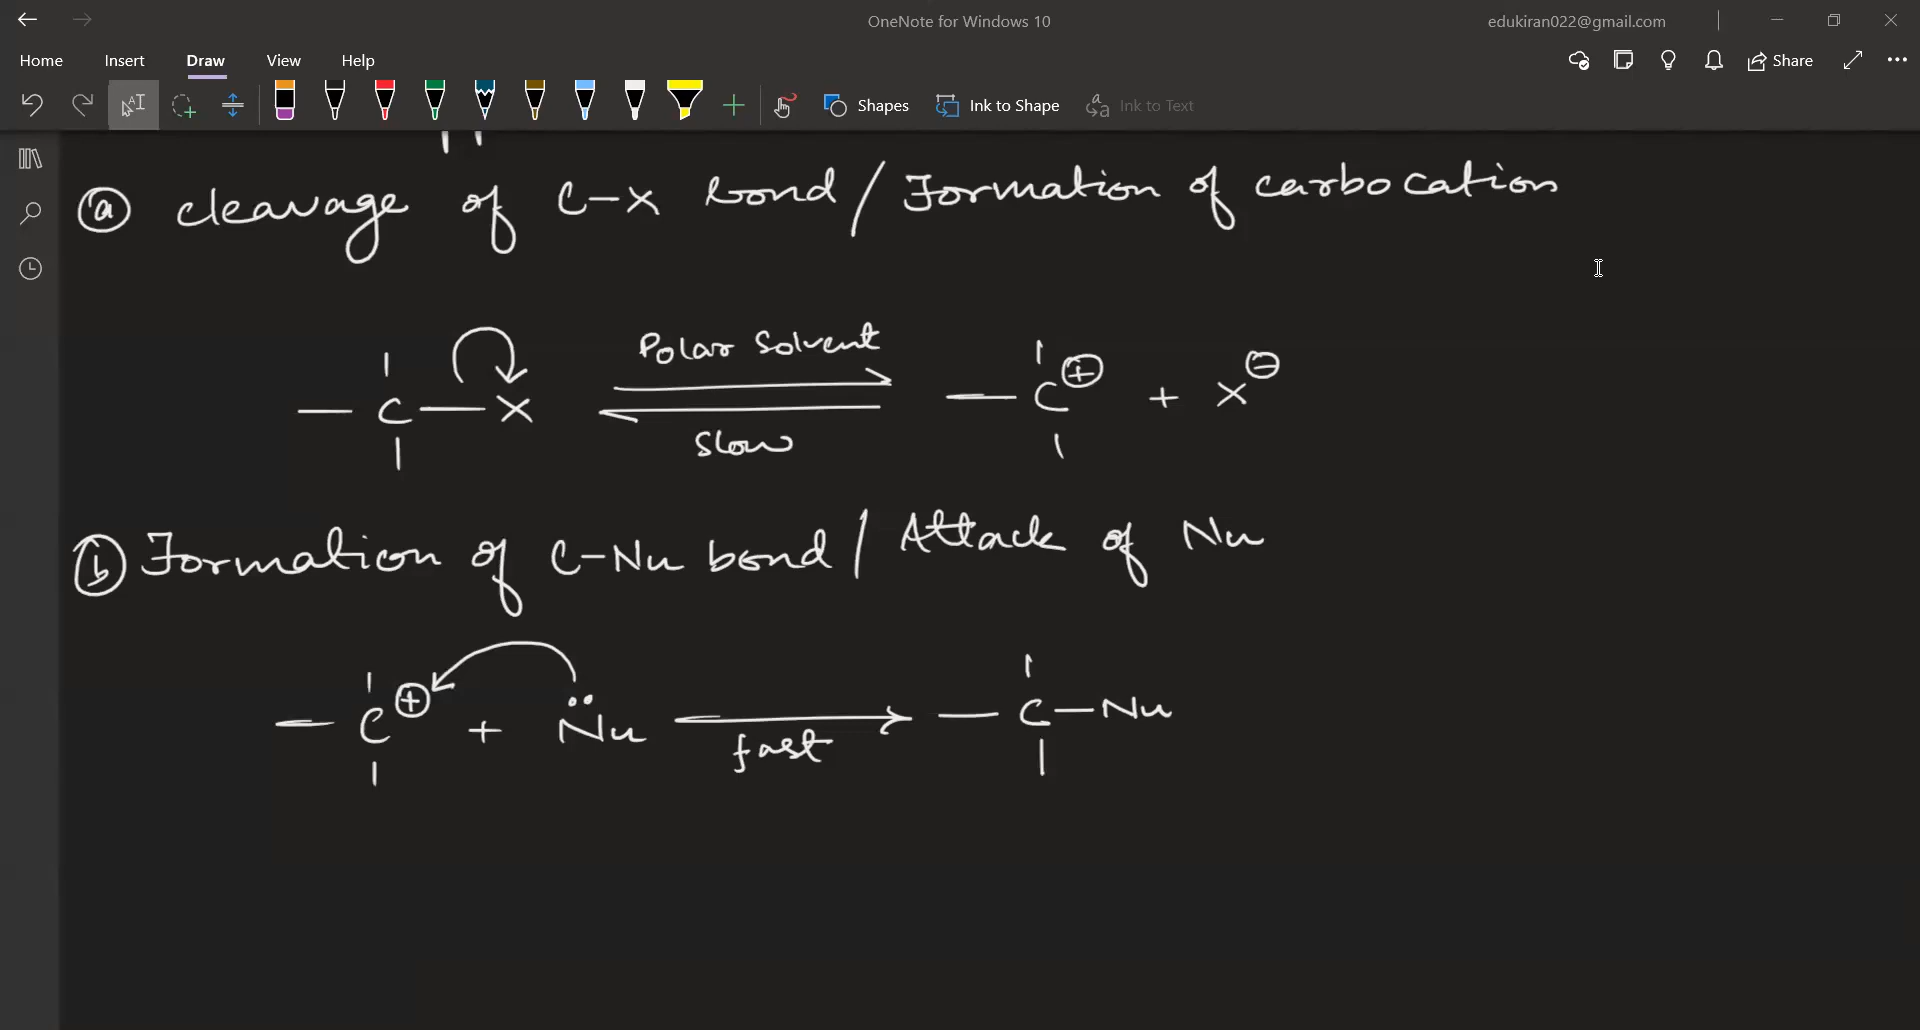 OneNote for Windows 10
edukiran022@gmail.com
Home Insert Draw View Help
Share
Shapes Ink to Shape Ink to Text
ⓐ cleavage of C-X bond / Formation of carbocation
Polar Solvent
— C — X ⇌ — C⊕ + X⊖
Slow
ⓑ Formation of C-Nu bond / Attack of Nu
— C⊕ + N̈u → — C — Nu
fast